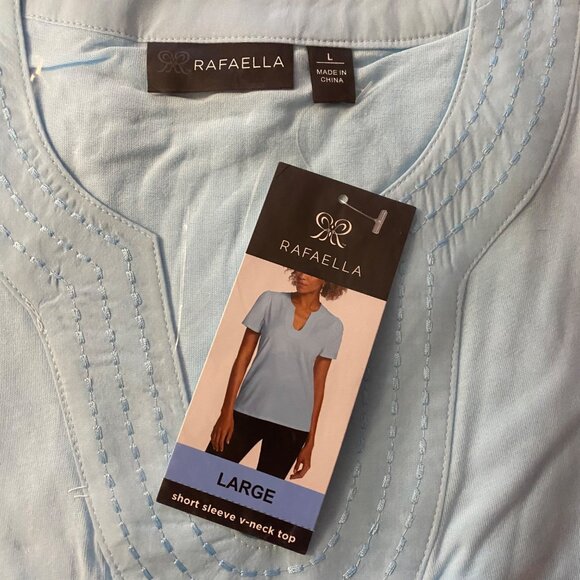 RAFAELLA
L
MADE IN
CHINA
RAFAELLA
LARGE
short sleeve v-neck top